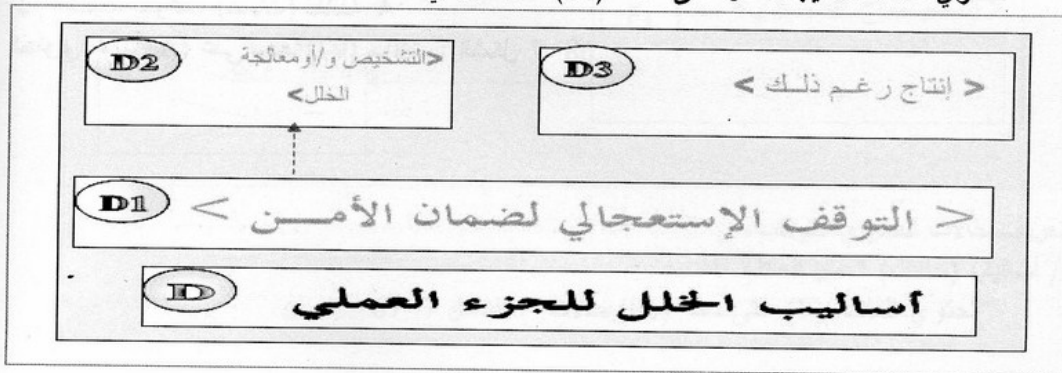 D2
<التشخيص و/أو معالجة
الخلل>
D3
< إنتاج رغم ذلك >
D1
< التوقف الإستعجالي لضمان الأمن >
D
أساليب الخلل للجزء العملي